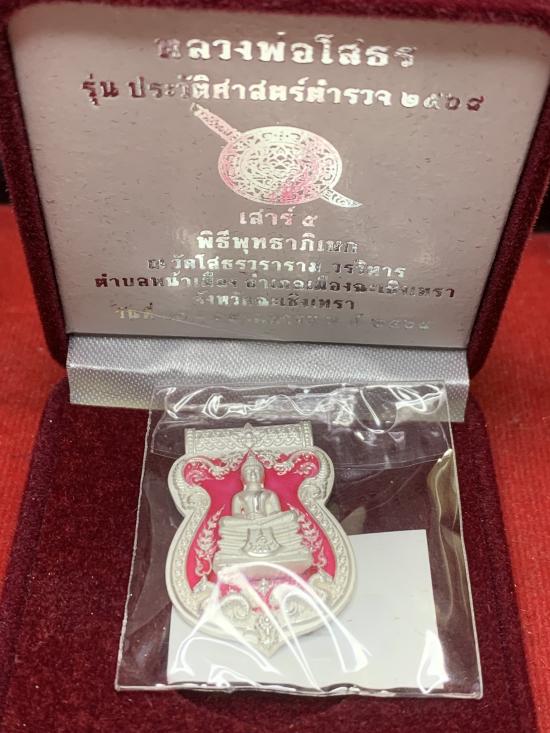 หลวงพ่อโสธร
รุ่น ประวัติศาสตร์ตำรวจ ๒๕๖๘
เสาร์ ๕
พิธีพุทธาภิเษก
ณ วัดโสธรวราราม วรวิหาร
ตำบลหน้าเมือง อำเภอเมืองฉะเชิงเทรา
จังหวัดฉะเชิงเทรา
วันที่